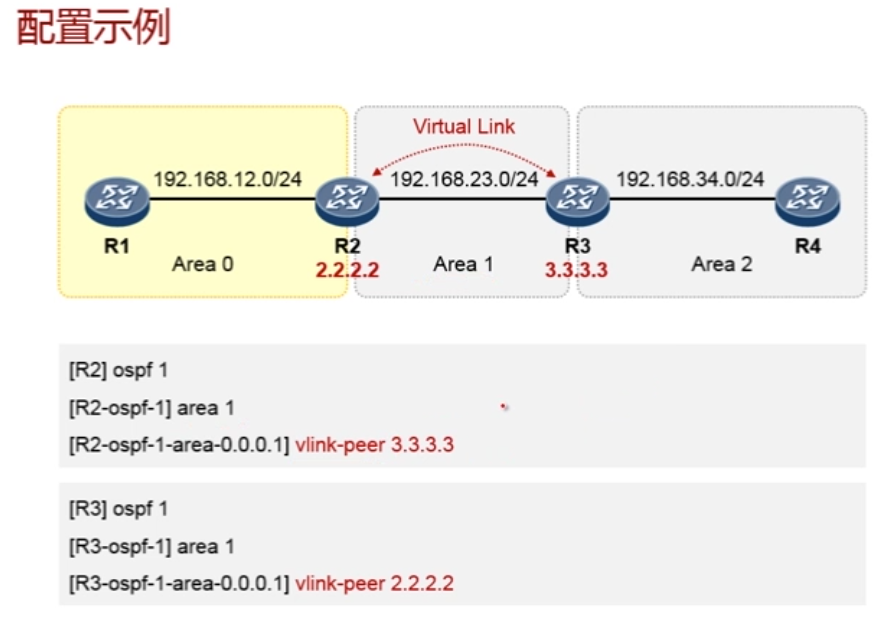 配置示例
Virtual Link
192.168.12.0/24 192.168.23.0/24 192.168.34.0/24
R1 R2 R3 R4
Area 0 2.2.2.2 Area 1 3.3.3.3 Area 2
[R2] ospf 1
[R2-ospf-1] area 1
[R2-ospf-1-area-0.0.0.1] vlink-peer 3.3.3.3
[R3] ospf 1
[R3-ospf-1] area 1
[R3-ospf-1-area-0.0.0.1] vlink-peer 2.2.2.2